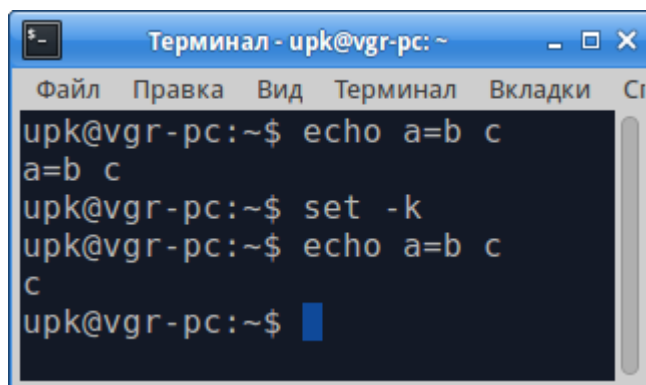 Терминал - upk@vgr-pc: ~
Файл Правка Вид Терминал Вкладки
upk@vgr-pc:~$ echo a=b c
a=b c
upk@vgr-pc:~$ set -k
upk@vgr-pc:~$ echo a=b c
c
upk@vgr-pc:~$